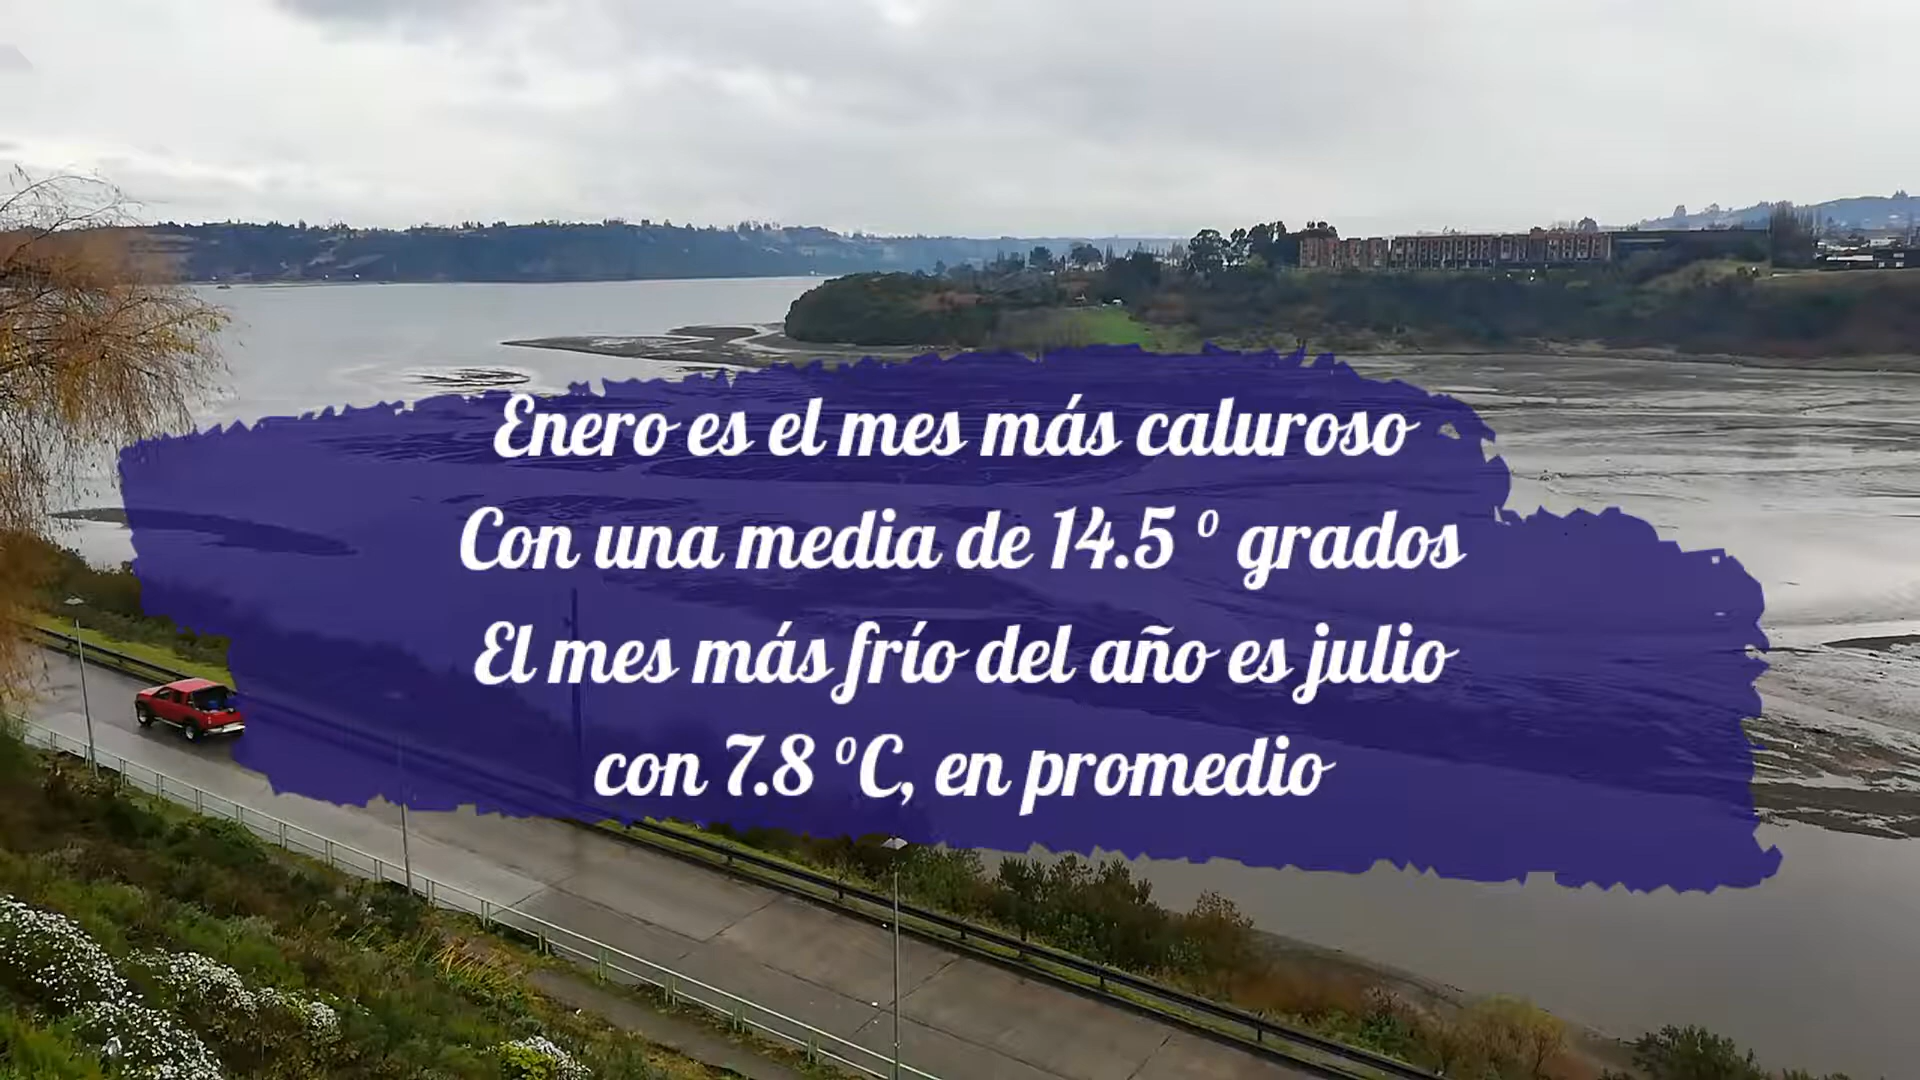 Enero es el mes más caluroso
Con una media de 14.5 º grados
El mes más frío del año es julio
con 7.8 ºC, en promedio